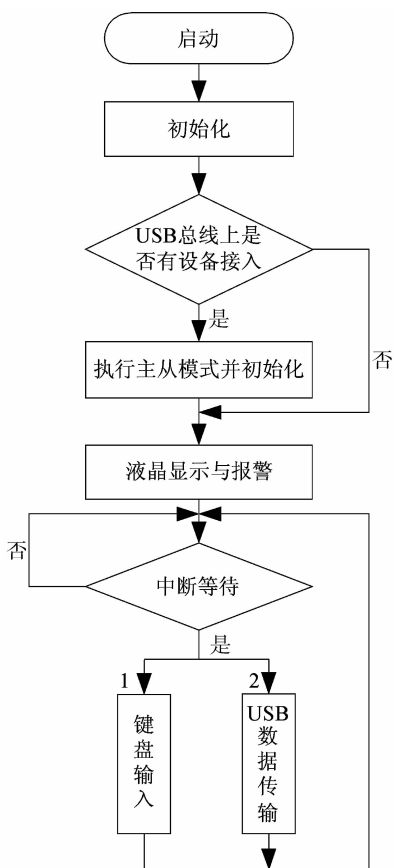 启动
初始化
USB总线上是
否有设备接入
是
否
执行主从模式并初始化
液晶显示与报警
否
中断等待
是
1
2
键盘输入
USB
数据传输